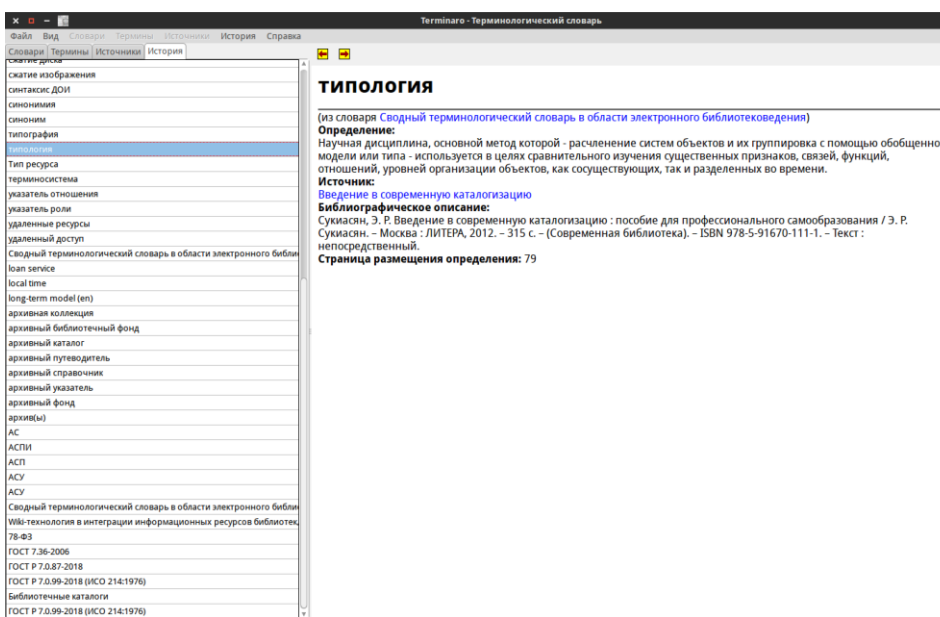 Terminaro - Терминологический словарь
Файл Вид Словари Термины Источники История Справка
Словари Термины Источники История
сжатие диска
сжатие изображения
синтаксис ДОИ
синонимия
синоним
типография
типология
Тип ресурса
терминосистема
указатель отношения
указатель роли
удаленные ресурсы
удаленный доступ
Сводный терминологический словарь в области электронного библи
loan service
local time
long-term model (en)
архивная коллекция
архивный библиотечный фонд
архивный каталог
архивный путеводитель
архивный справочник
архивный указатель
архивный фонд
архив(ы)
АС
АСПИ
АСП
АСУ
АСУ
Сводный терминологический словарь в области электронного библи
Wiki-технология в интеграции информационных ресурсов библиотек,
78-ФЗ
ГОСТ 7.36-2006
ГОСТ Р 7.0.87-2018
ГОСТ Р 7.0.99-2018 (ИСО 214:1976)
Библиотечные каталоги
ГОСТ Р 7.0.99-2018 (ИСО 214:1976)
типология
(из словаря Сводный терминологический словарь в области электронного библиотековедения)
Определение:
Научная дисциплина, основной метод которой - расчленение систем объектов и их группировка с помощью обобщенно
модели или типа - используется в целях сравнительного изучения существенных признаков, связей, функций,
отношений, уровней организации объектов, как сосуществующих, так и разделенных во времени.
Источник:
Введение в современную каталогизацию
Библиографическое описание:
Сукиасян, Э. Р. Введение в современную каталогизацию : пособие для профессионального самообразования / Э. Р.
Сукиасян. – Москва : ЛИТЕРА, 2012. – 315 с. – (Современная библиотека). – ISBN 978-5-91670-111-1. – Текст :
непосредственный.
Страница размещения определения: 79